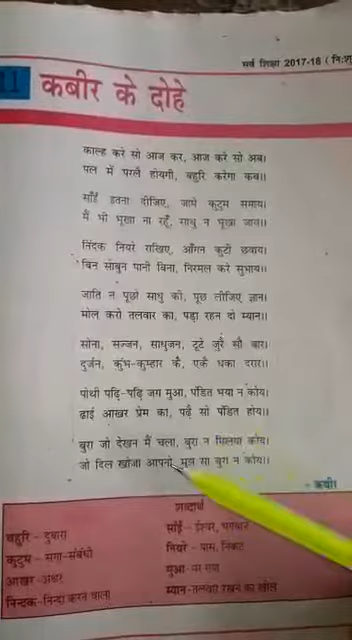 सर्व शिक्षा 2017-18 (नि:शु
11 कबीर के दोहे
काल्ह करे सो आज कर, आज करे सो अब।
पल में परलै होयगी, बहुरि करेगा कब॥
साँईं इतना दीजिए, जामे कुटुम समाय।
मैं भी भूखा ना रहूँ, साधु न भूखा जाय॥
निंदक नियरे राखिए, आँगन कुटी छवाय।
बिन साबुन पानी बिना, निरमल करे सुभाय॥
जाति न पूछो साधु की, पूछ लीजिए ज्ञान।
मोल करो तलवार का, पड़ा रहन दो म्यान॥
सोना, सज्जन, साधुजन, टूटे जुरै सौ बार।
दुर्जन, कुंभ-कुम्हार कै, एकै धका दरार॥
पोथी पढ़ि-पढ़ि जग मुआ, पंडित भया न कोय।
ढाई आखर प्रेम का, पढ़ै सो पंडित होय॥
बुरा जो देखन मैं चला, बुरा न मिलया कोय।
जो दिल खोजा आपनो, मुझ सा बुरा न कोय॥
- कबीर
शब्दार्थ
बहुरि - दुबारा
साँईं - ईश्वर, भगवान
कुटुम - सगा-संबंधी
नियरे - पास, निकट
आखर-अक्षर
मुआ-मर गया
निन्दक-निन्दा करने वाला
म्यान-तलवार रखने का खोल